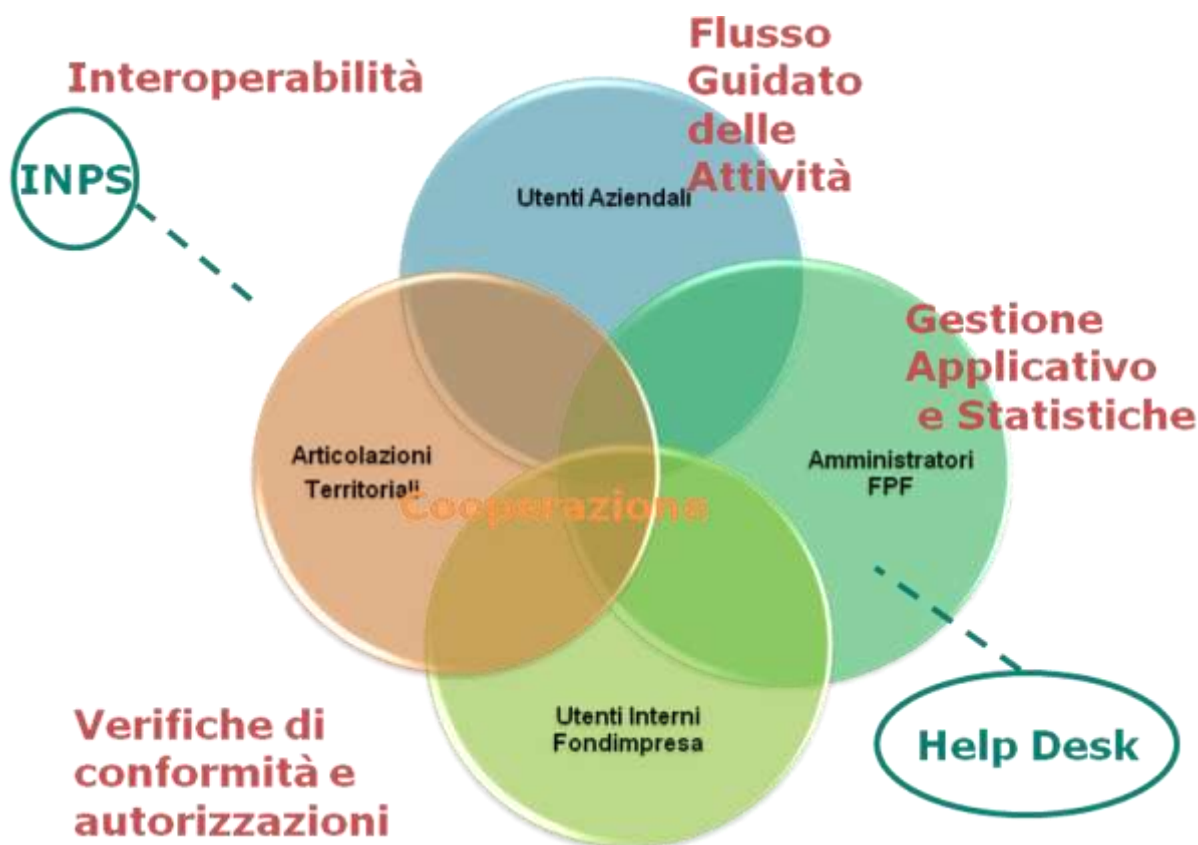 Flusso
Guidato
delle
Attività
Interoperabilità
INPS
Utenti Aziendali
Gestione
Applicativo
e Statistiche
Articolazioni
Territoriali
Amministratori
FPF
Cooperaziona
Utenti Interni
Fondimpresa
Verifiche di
conformità e
autorizzazioni
Help Desk